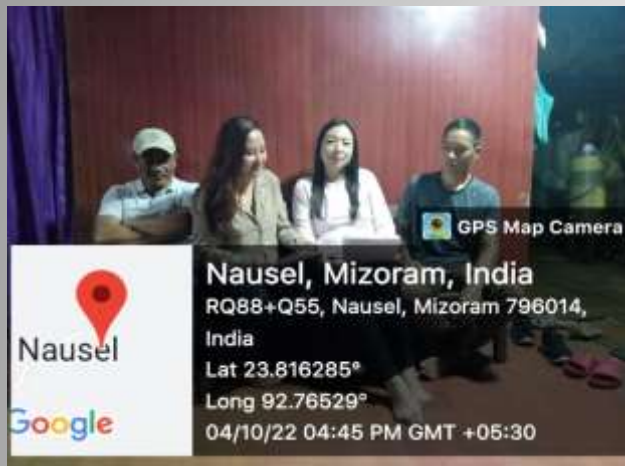 GPS Map Camera
Nausel, Mizoram, India
RQ88+Q55, Nausel, Mizoram 796014,
India
Lat 23.816285°
Long 92.76529°
04/10/22 04:45 PM GMT +05:30
Nausel
Google